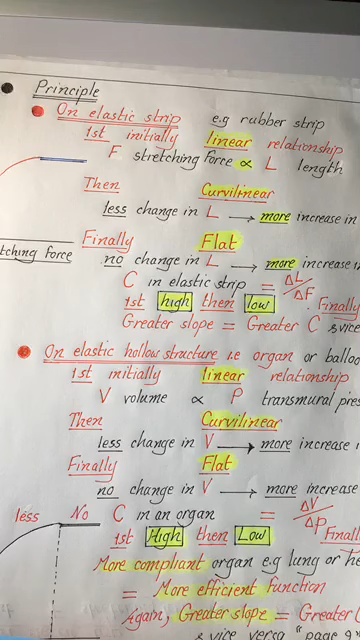 Principle
On elastic strip e.g rubber strip
1st initially linear relationship
F stretching force ∝ L length
Then Curvilinear
less change in L → more increase in
Finally Flat
tching force
no change in L → more increase in
C in elastic strip = ΔL/ΔF
1st high then low. Finally
Greater slope = Greater C & vice
On elastic hollow structure i.e organ or balloo
1st initially linear relationship
V volume ∝ P transmural pres
Then Curvilinear
less change in V → more increase i
Finally Flat
no change in V → more increase
less No C in an organ = ΔV/ΔP
1st High then Low Finall
More compliant organ e.g lung or he
= More efficient function
Again, Greater slope = Greater C
& vice versa "page